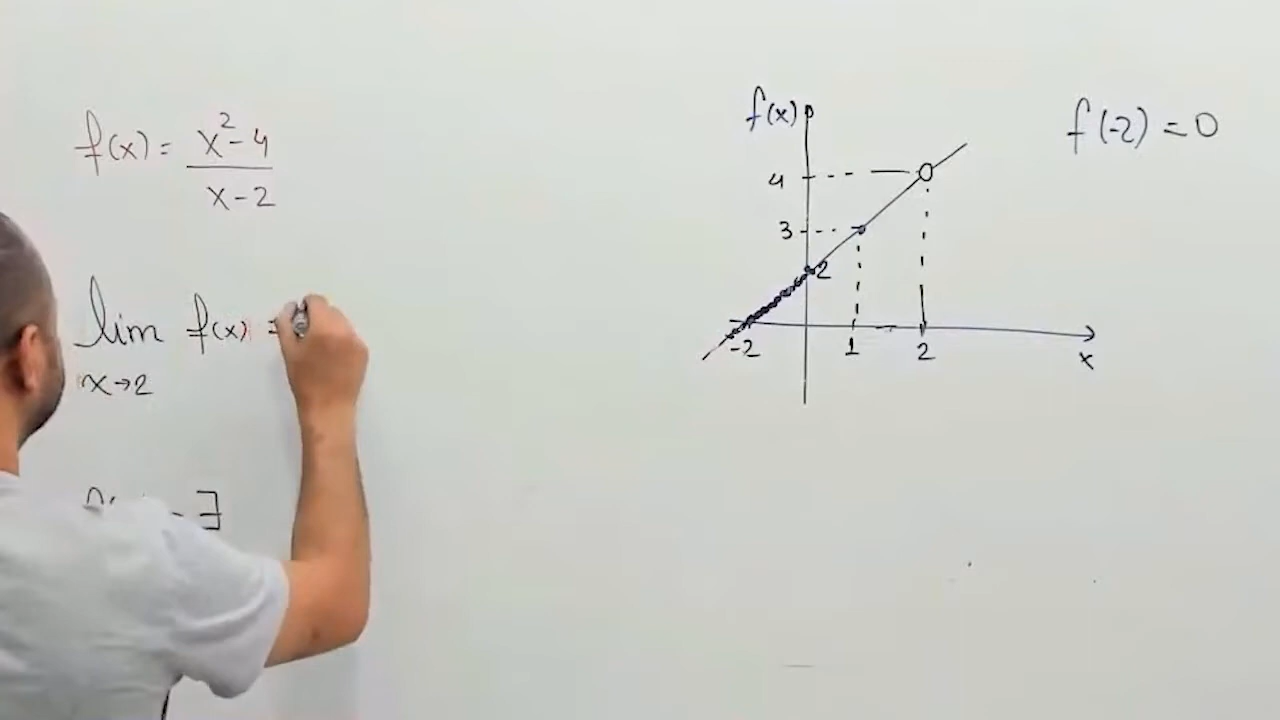 f(x) = x² - 4
x - 2
lim f(x) =
x→2
∃
f(x)
4
3
2
-2 1 2
x
f(-2) = 0